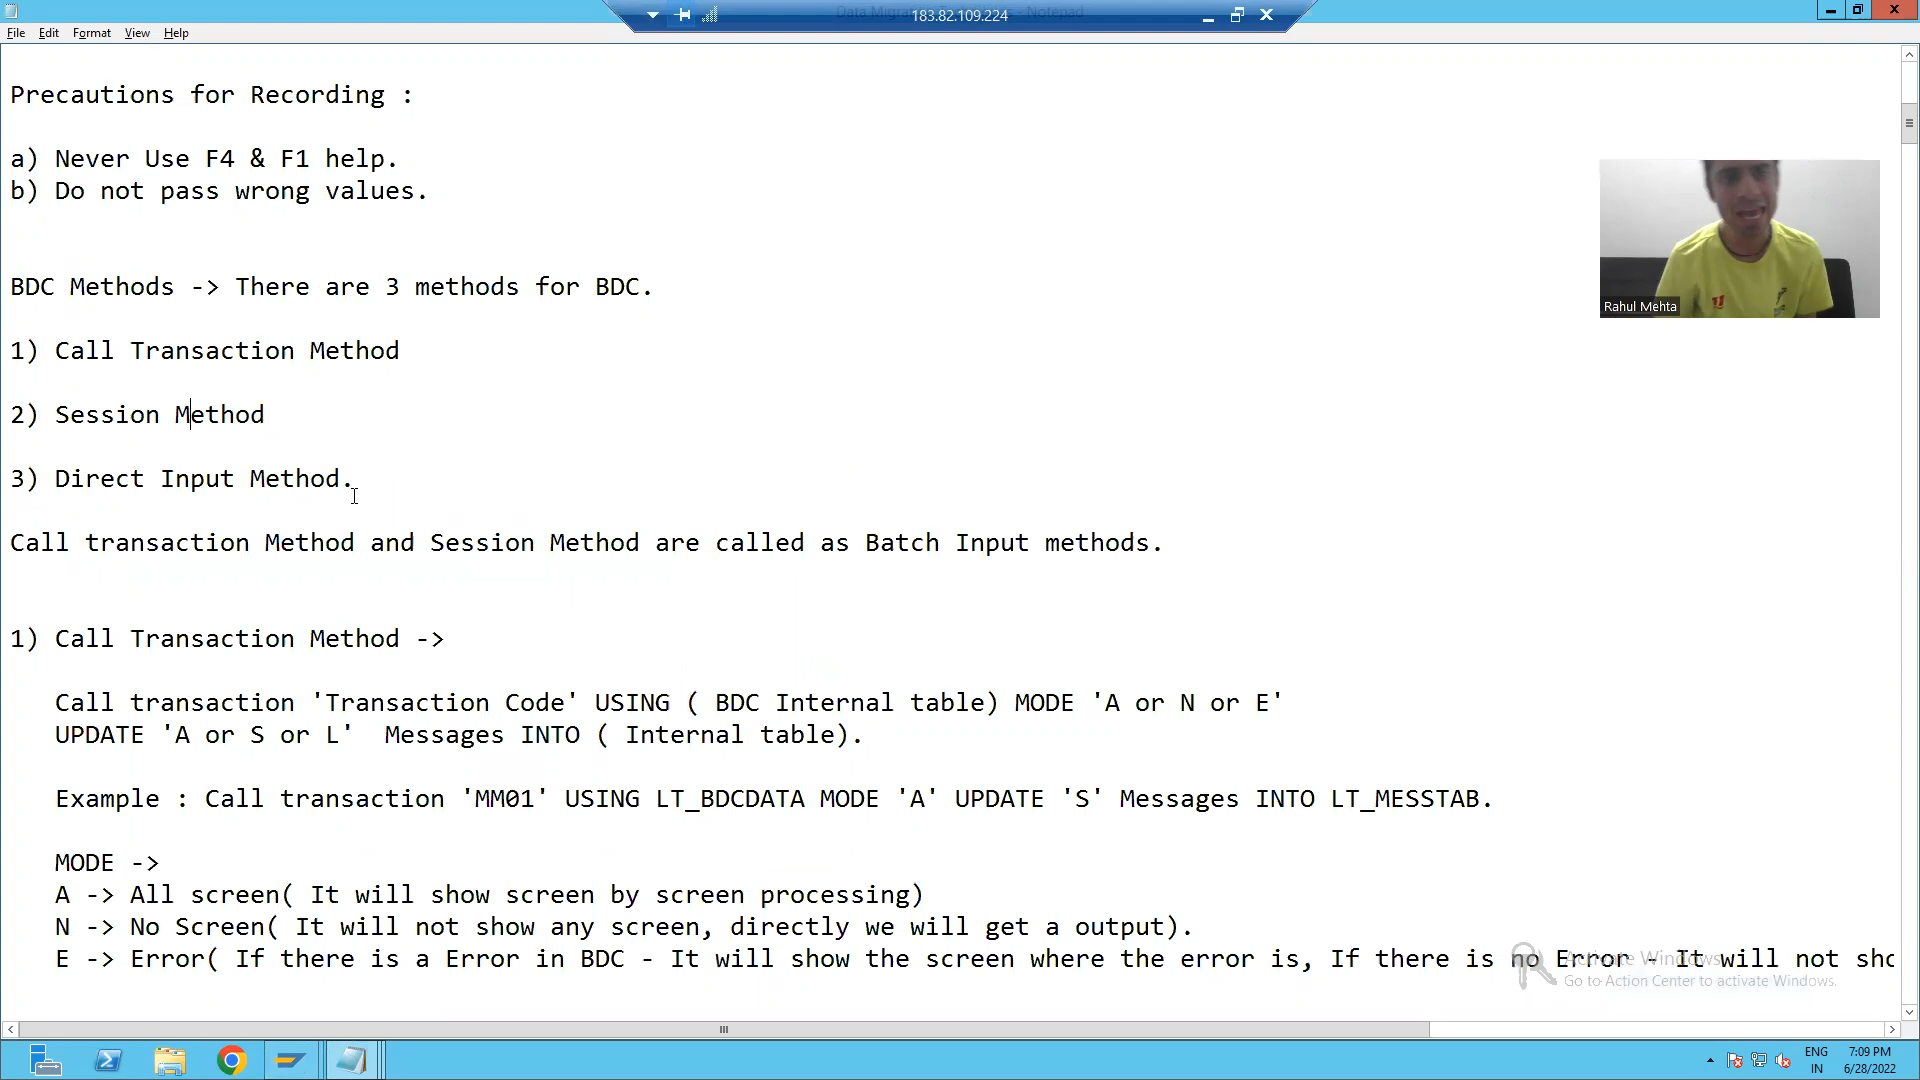 Data Migra - Notepad
183.82.109.224
File Edit Format View Help
Precautions for Recording :
a) Never Use F4 & F1 help.
b) Do not pass wrong values.
Rahul Mehta
BDC Methods -> There are 3 methods for BDC.
1) Call Transaction Method
2) Session Method
3) Direct Input Method.
Call transaction Method and Session Method are called as Batch Input methods.
1) Call Transaction Method ->
Call transaction 'Transaction Code' USING ( BDC Internal table) MODE 'A or N or E'
UPDATE 'A or S or L'  Messages INTO ( Internal table).
Example : Call transaction 'MM01' USING LT_BDCDATA MODE 'A' UPDATE 'S' Messages INTO LT_MESSTAB.
MODE ->
A -> All screen( It will show screen by screen processing)
N -> No Screen( It will not show any screen, directly we will get a output).
E -> Error( If there is a Error in BDC - It will show the screen where the error is, If there is no Error - It will not sho
Activate Windows
Go to Action Center to activate Windows.
ENG
IN
7:09 PM
6/28/2022